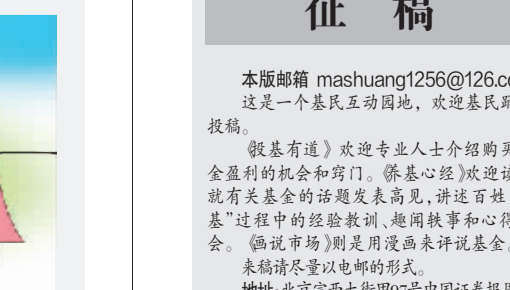 征 稿
本版邮箱 mashuang1256@126.co
这是一个基民互动园地，欢迎基民踊
投稿。
《投基有道》欢迎专业人士介绍购买
金盈利的机会和窍门。《养基心经》欢迎读
就有关基金的话题发表高见，讲述百姓
基”过程中的经验教训、趣闻轶事和心得
会。《画说市场》则是用漫画来评说基金。
来稿请尽量以电邮的形式。